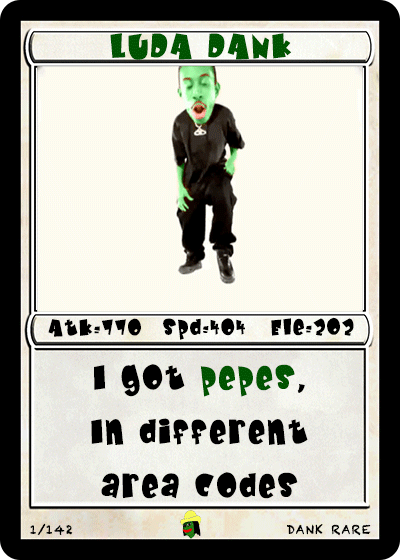 LUDA DANK
Atk=770 Spd=404 Ele=202
I got pepes,
In different
area codes
1/142 DANK RARE